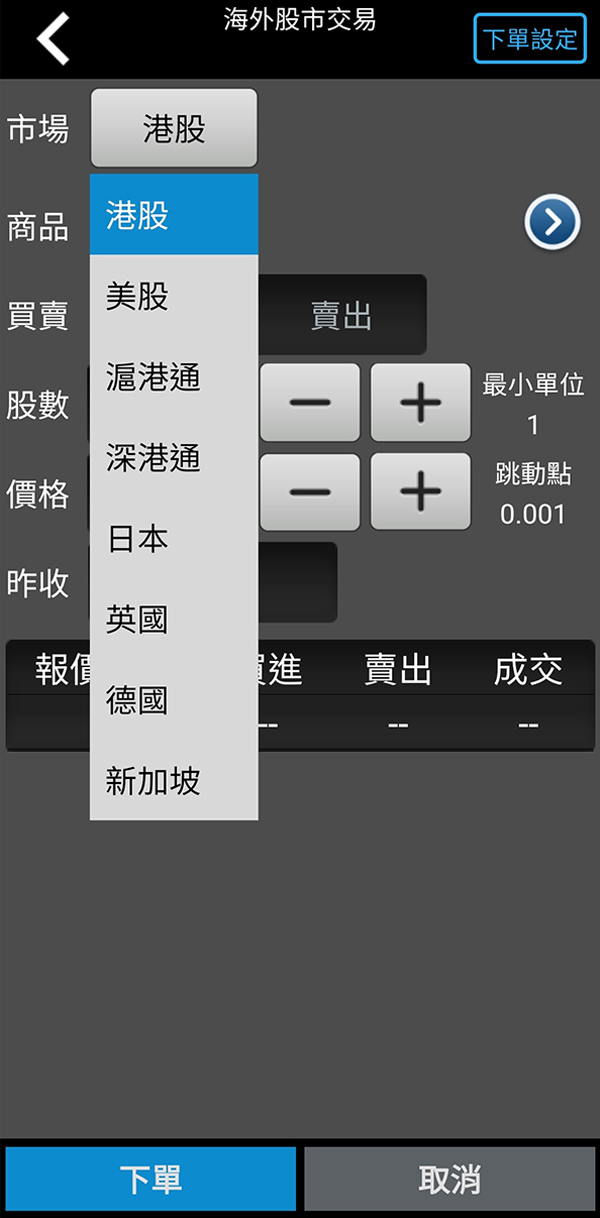 海外股市交易
下單設定
市場 港股
港股
商品
美股
買賣 賣出
滬港通
股數 最小單位
1
深港通
價格 跳動點
0.001
日本
昨收
英國
進 賣出 成交
德國
-- -- --
新加坡
下單 取消